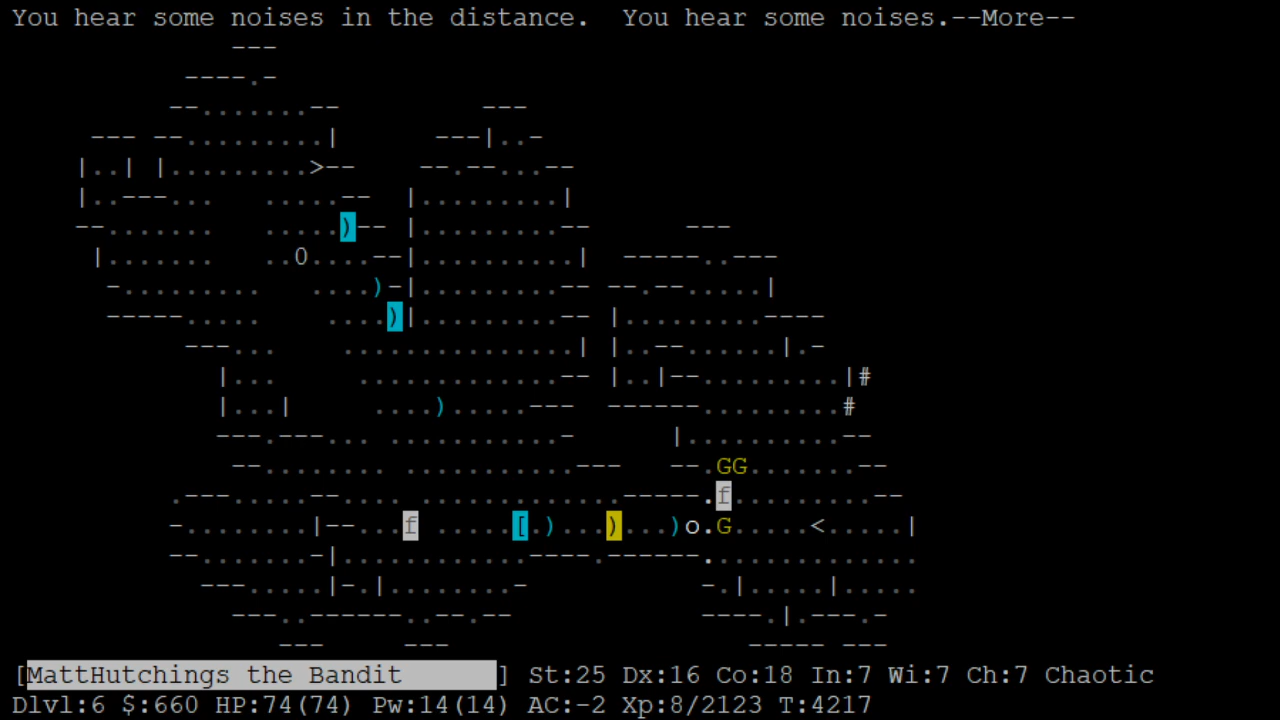 You hear some noises in the distance.  You hear some noises.--More--
               ---
            ----.-
           --.......--          ---
      --- --.........|       ---|..-
     |..| |.........>--     --.--...--
     |..---...    .....--   |.........|
     --.......    .....)--  |.........--       ---
      |.......    ..O....--|..........|   -----..---
       -.........    ....)-|.........--  --.--.....|
       -----.....     ....)|.........--  |.........----
            ---...     ...............|  |..--......|.-
              |...      .............--  |..|--.........|#
              |...|      ....).....---   ------.........#
              ---.---... ...........-       |..........--
               --........ ...........---    --.GG.......--
           .---.....--.... .............-----.f.........--
           -........|--...f .....[.)...)...)o.G.....<.....|
           --........-|............----.------..............
             ---.....|-.|........-            -.|.....|.....
               ---..------..--.--             ----.|.---.-
                  ---     ---                    ----- ---
[MattHutchings the Bandit      ] St:25 Dx:16 Co:18 In:7 Wi:7 Ch:7 Chaotic
Dlvl:6 $:660 HP:74(74) Pw:14(14) AC:-2 Xp:8/2123 T:4217